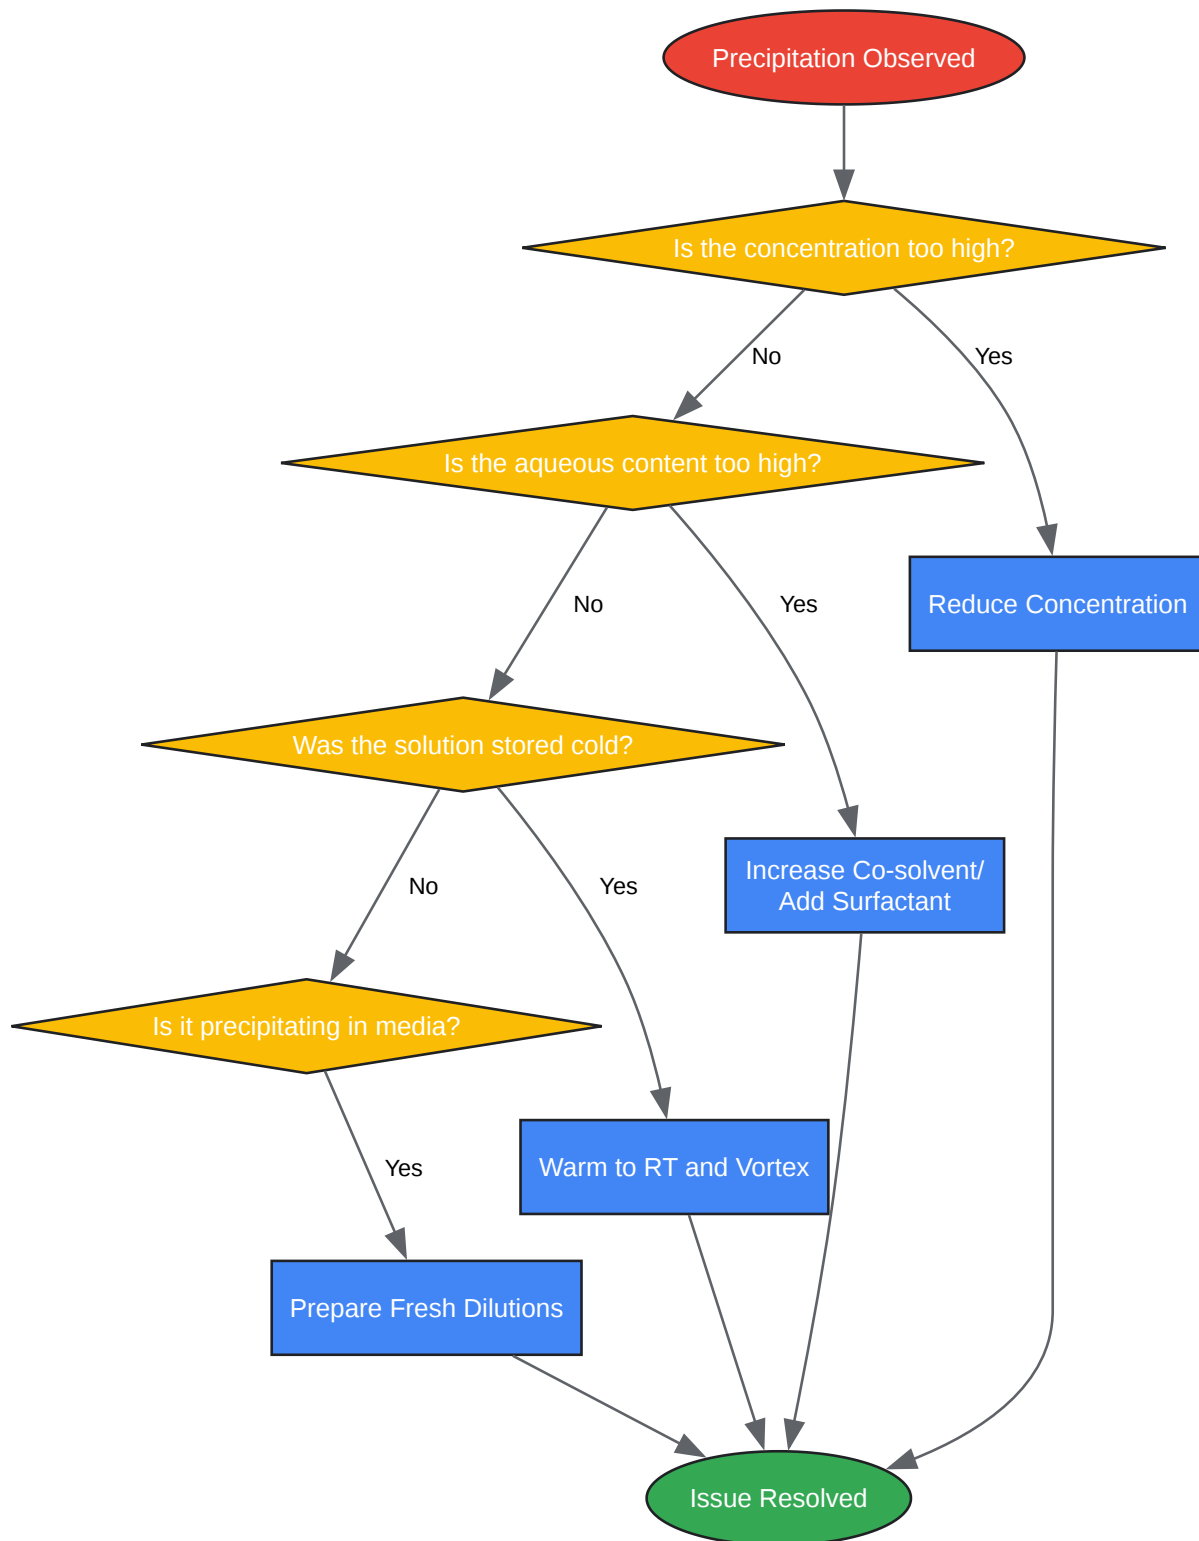 Precipitation Observed
Is the concentration too high?
No
Yes
Is the aqueous content too high?
Reduce Concentration
No
Yes
Was the solution stored cold?
Increase Co-solvent/
Add Surfactant
No
Yes
Is it precipitating in media?
Warm to RT and Vortex
Yes
Prepare Fresh Dilutions
Issue Resolved